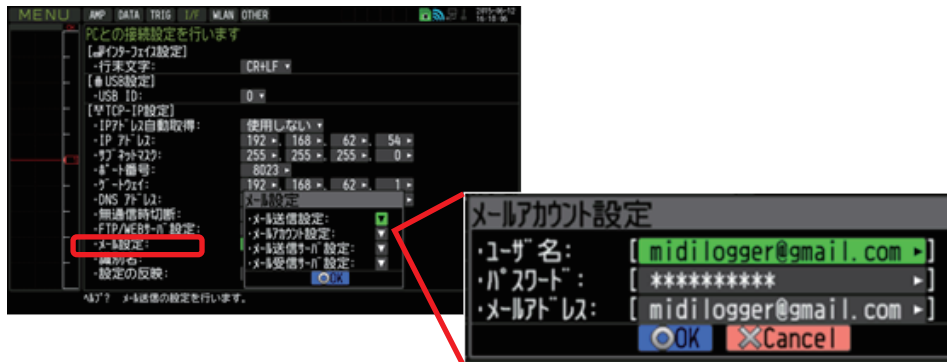 MENU AMP DATA TRIG I/F WLAN OTHER 2015-06-12
16:18:06
PCとの接続設定を行います
[インターフェイス設定]
・行末文字: CR+LF
[USB設定]
・USB ID: 0
[TCP-IP設定]
・IPアドレス自動取得: 使用しない
・IP アドレス: 192 . 168 . 62 . 54
・サブネットマスク: 255 . 255 . 255 . 0
・ポート番号: 8023
・ゲートウェイ: 192 . 168 . 62 . 1
・DNS アドレス:
・無通信時切断:
・FTP/WEBサーバ設定:
・メール設定:
・識別名:
・設定の反映:
メール設定
・メール送信設定:
・メールアカウント設定:
・メール送信サーバ設定:
・メール受信サーバ設定:
OK
ヘルプ? メール送信の設定を行います。
メールアカウント設定
・ユーザ名: [ midilogger@gmail.com ]
・パスワード: [ ********** ]
・メールアドレス: [ midilogger@gmail.com ]
OK Cancel